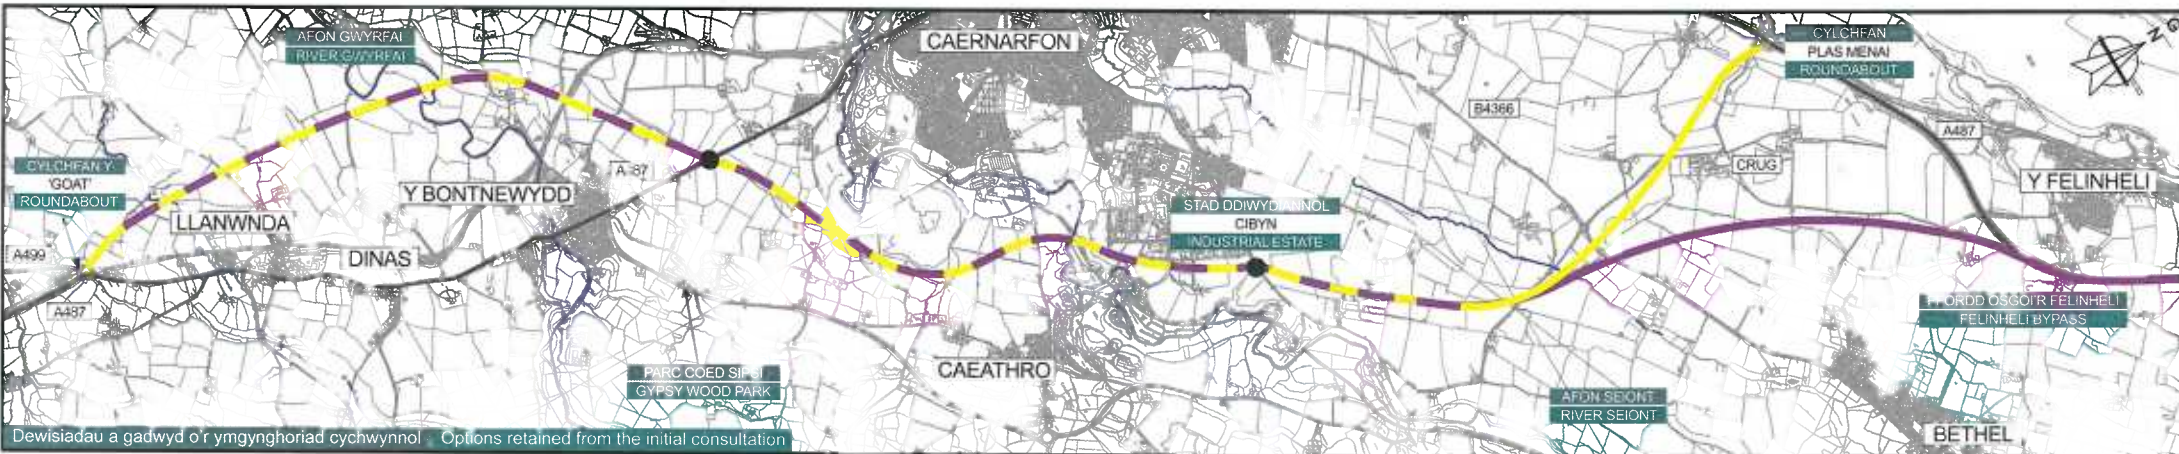 AFON GWYRFAI
RIVER GWYRFAI
CAERNARFON
CYLCHFAN
PLAS MENAI
ROUNDABOUT
B4366
A487
CRUG
Y FELINHELI
CYLCHFAN Y
'GOAT'
ROUNDABOUT
LLANWNDA
Y BONTNEWYDD
A499
DINAS
A487
STAD DDIWYDIANNOL
CIBYN
INDUSTRIAL ESTATE
FFORDD OSGOI'R FELINHELI
FELINHELI BYPASS
PARC COED SIPSI
GYPSY WOOD PARK
CAEATHRO
AFON SEIONT
RIVER SEIONT
BETHEL
Dewisiadau a gadwyd o'r ymgynghoriad cychwynnol Options retained from the initial consultation